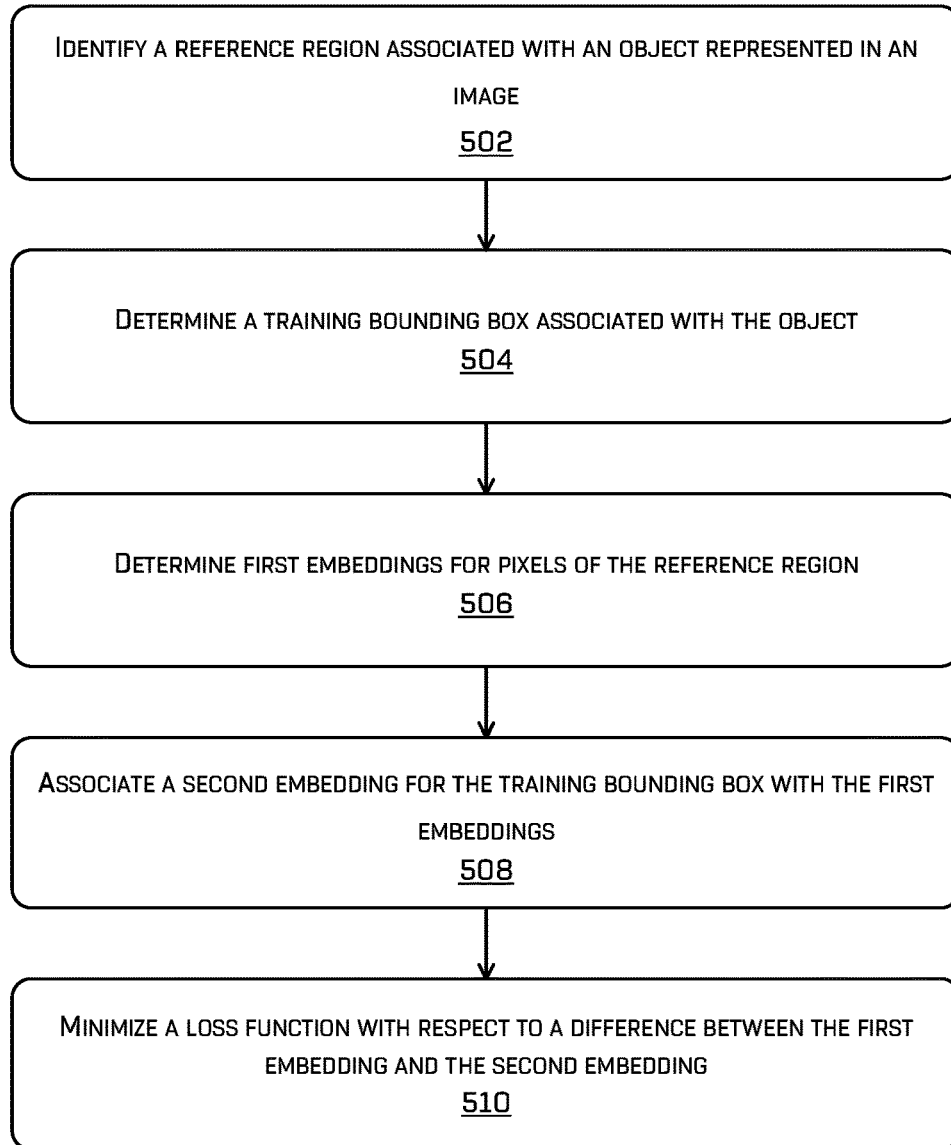 IDENTIFY A REFERENCE REGION ASSOCIATED WITH AN OBJECT REPRESENTED IN AN
IMAGE
502
DETERMINE A TRAINING BOUNDING BOX ASSOCIATED WITH THE OBJECT
504
DETERMINE FIRST EMBEDDINGS FOR PIXELS OF THE REFERENCE REGION
506
ASSOCIATE A SECOND EMBEDDING FOR THE TRAINING BOUNDING BOX WITH THE FIRST
EMBEDDINGS
508
MINIMIZE A LOSS FUNCTION WITH RESPECT TO A DIFFERENCE BETWEEN THE FIRST
EMBEDDING AND THE SECOND EMBEDDING
510